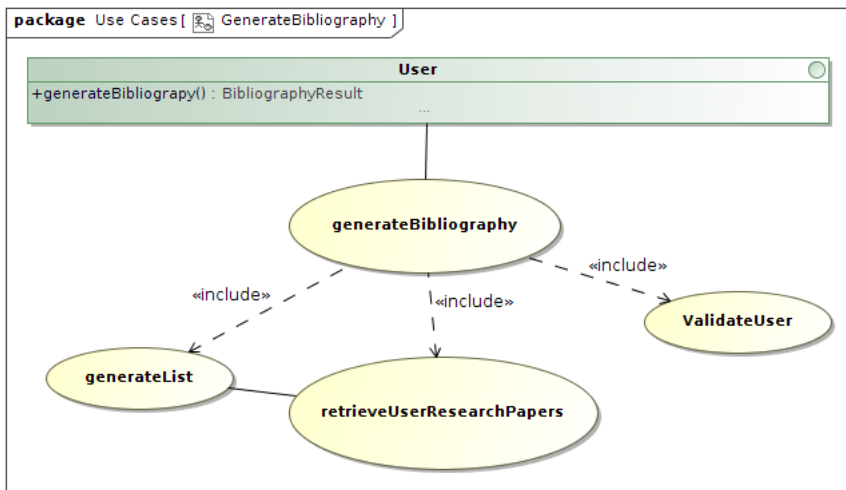 package Use Cases[ GenerateBibliography ]
User
+generateBibliograpy() : BibliographyResult
...
generateBibliography
«include»
«include»
«include»
ValidateUser
generateList
retrieveUserResearchPapers